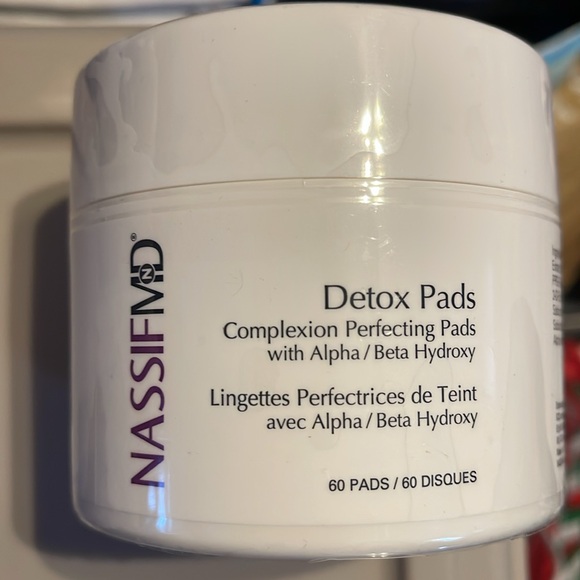 NASSIFMD®
Detox Pads
Complexion Perfecting Pads
with Alpha/Beta Hydroxy
Lingettes Perfectrices de Teint
avec Alpha/Beta Hydroxy
60 PADS / 60 DISQUES